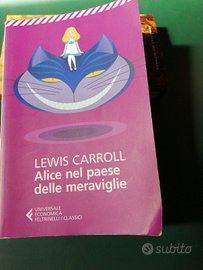 LEWIS CARROLL
Alice nel paese
delle meraviglie
UNIVERSALE
ECONOMICA
FELTRINELLI / CLASSICI
subito